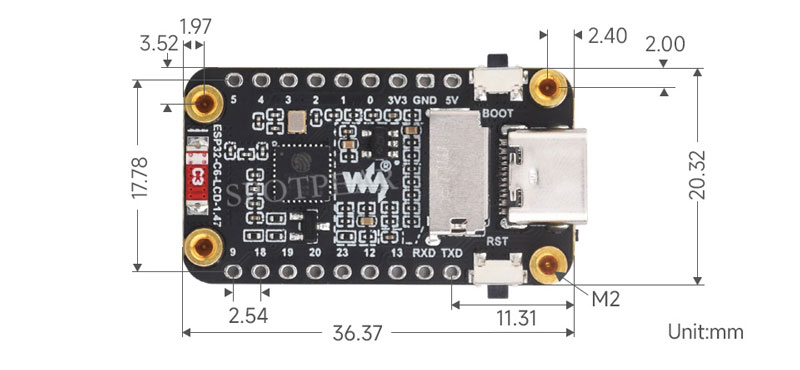 1.97
3.52
2.40
2.00
5 4 3 2 1 0 3V3 GND 5V
BOOT
ESP32-C6-LCD-1.47
C3
SPOTPEAR
17.78
20.32
RST
9 18 19 20 23 12 13 RXD TXD
M2
2.54
11.31
36.37
Unit:mm